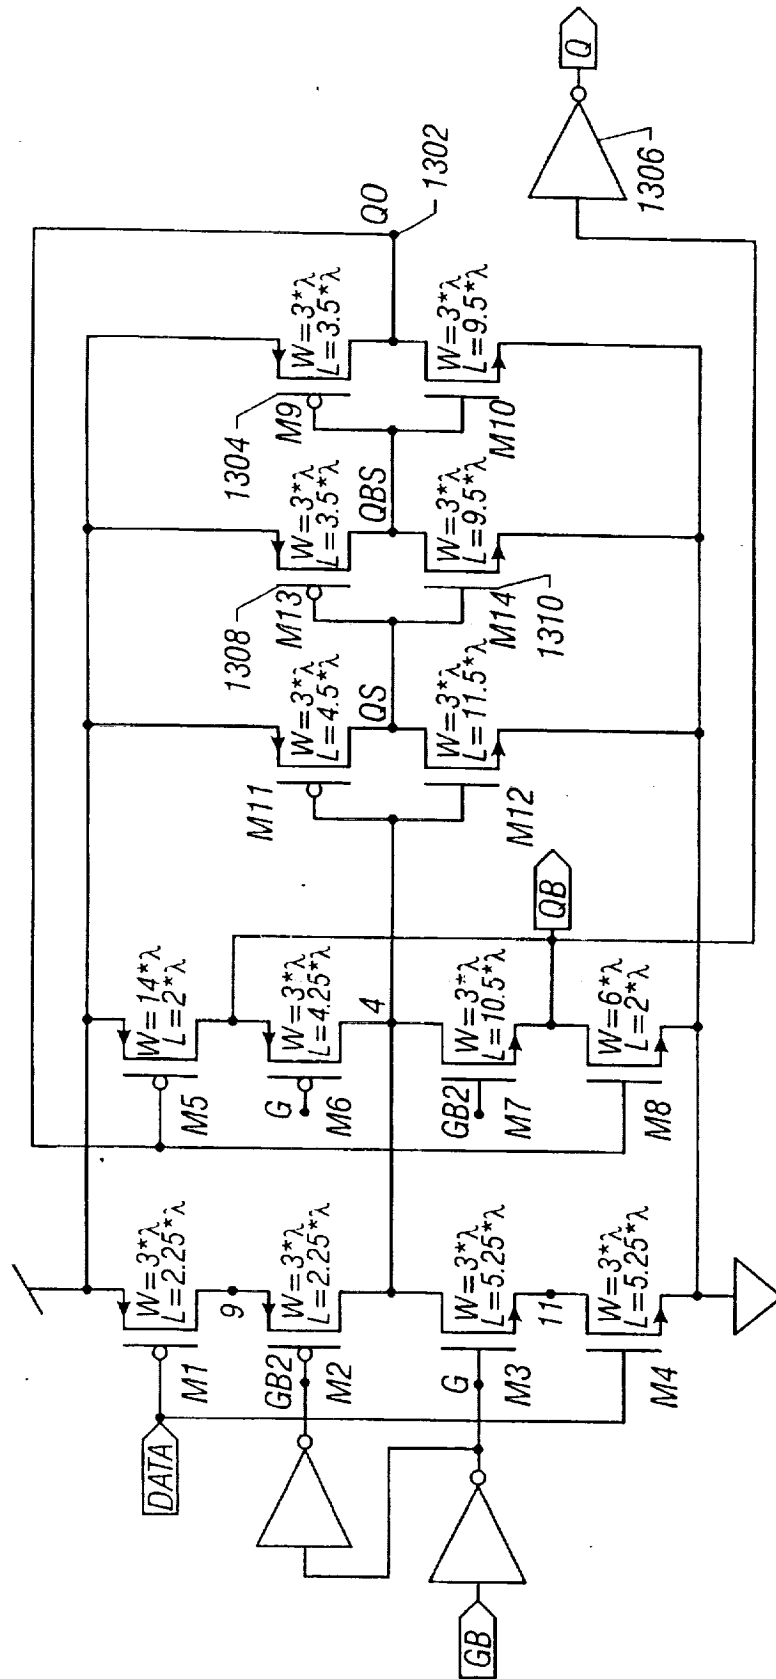 DATA
GB
GB2
G
M1
W=3*λ
L=2.25*λ
9
M2
W=3*λ
L=2.25*λ
M3
W=3*λ
L=5.25*λ
11
M4
W=3*λ
L=5.25*λ
M5
W=14*λ
L=2*λ
G
M6
W=3*λ
L=4.25*λ
4
GB2
M7
W=3*λ
L=10.5*λ
QB
M8
W=6*λ
L=2*λ
M11
W=3*λ
L=4.5*λ
QS
M12
W=3*λ
L=11.5*λ
1308
M13
W=3*λ
L=3.5*λ
QBS
M14
W=3*λ
L=9.5*λ
1310
1304
M9
W=3*λ
L=3.5*λ
QO
1302
M10
W=3*λ
L=9.5*λ
1306
Q